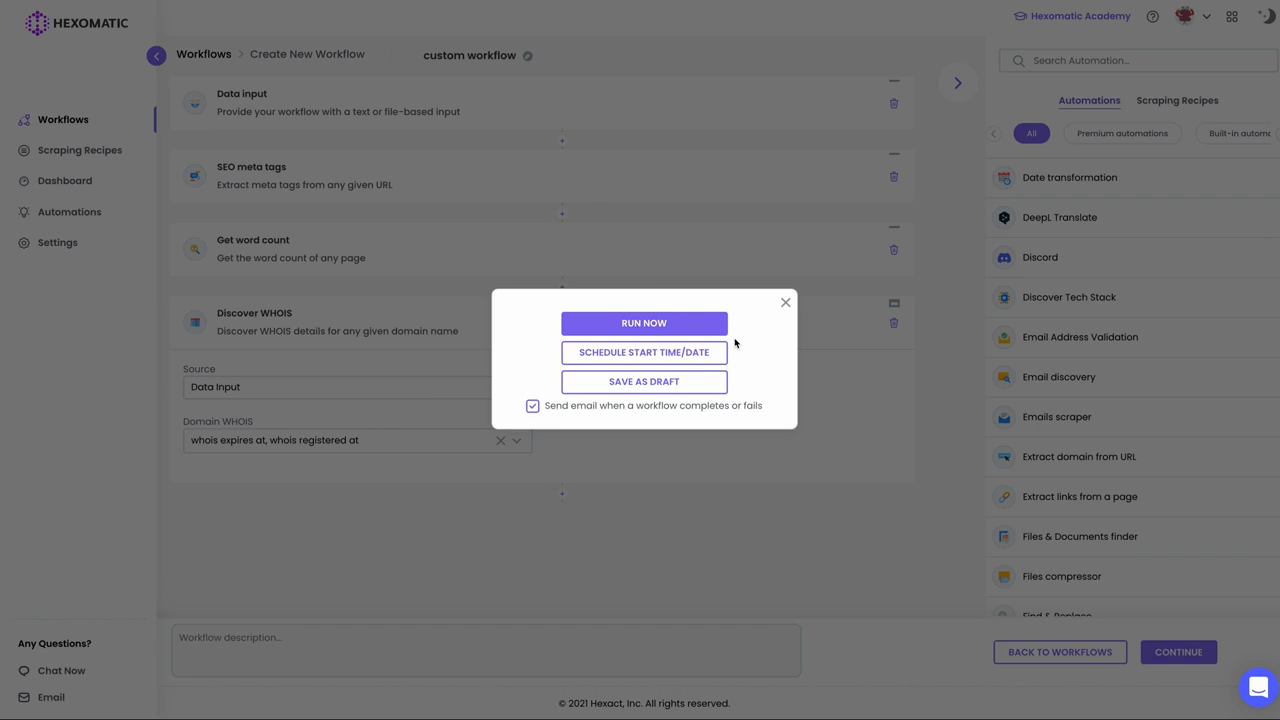 HEXOMATIC
Hexomatic Academy
Workflows > Create New Workflow
custom workflow
Search Automation...
Workflows
Scraping Recipes
Dashboard
Automations
Settings
Data input
Provide your workflow with a text or file-based input
SEO meta tags
Extract meta tags from any given URL
Get word count
Get the word count of any page
Discover WHOIS
Discover WHOIS details for any given domain name
Source
Data Input
Domain WHOIS
whois expires at, whois registered at
RUN NOW
SCHEDULE START TIME/DATE
SAVE AS DRAFT
Send email when a workflow completes or fails
Automations Scraping Recipes
All Premium automations Built-in automa
Date transformation
DeepL Translate
Discord
Discover Tech Stack
Email Address Validation
Email discovery
Emails scraper
Extract domain from URL
Extract links from a page
Files & Documents finder
Files compressor
Find & Replace
Any Questions?
Chat Now
Email
Workflow description...
BACK TO WORKFLOWS CONTINUE
© 2021 Hexact, Inc. All rights reserved.